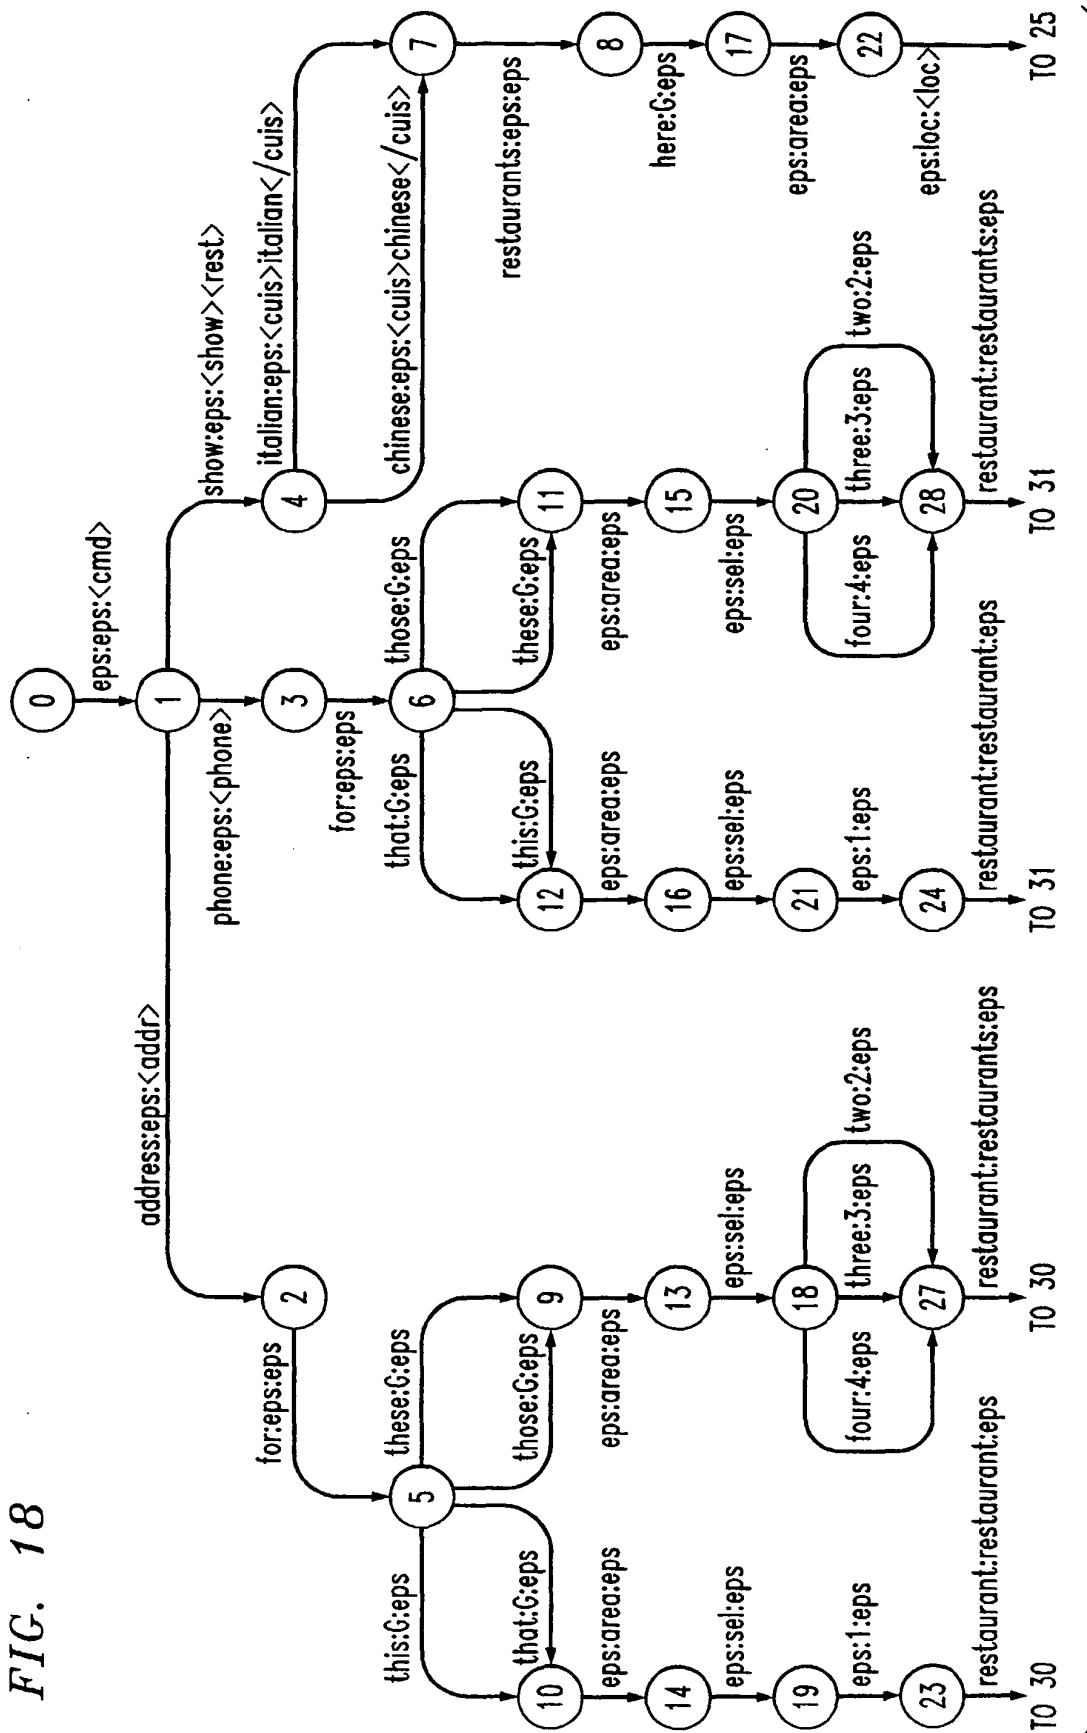 FIG. 18
0
eps:eps:<cmd>
1
address:eps:<addr>
phone:eps:<phone>
show:eps:<show><rest>
2
3
4
for:eps:eps
for:eps:eps
italian:eps:<cuis>italian</cuis>
chinese:eps:<cuis>chinese</cuis>
5
6
7
this:G:eps
these:G:eps
that:G:eps
those:G:eps
that:G:eps
those:G:eps
this:G:eps
these:G:eps
restaurants:eps:eps
10
9
12
11
8
eps:area:eps
eps:area:eps
eps:area:eps
eps:area:eps
here:G:eps
14
13
16
15
17
eps:sel:eps
eps:sel:eps
eps:sel:eps
eps:sel:eps
eps:area:eps
19
18
21
20
22
eps:1:eps
four:4:eps
three:3:eps
two:2:eps
eps:1:eps
four:4:eps
three:3:eps
two:2:eps
eps:loc:<loc>
23
27
24
28
restaurant:restaurant:eps
restaurant:restaurants:eps
restaurant:restaurant:eps
restaurant:restaurants:eps
TO 30
TO 30
TO 31
TO 31
TO 25